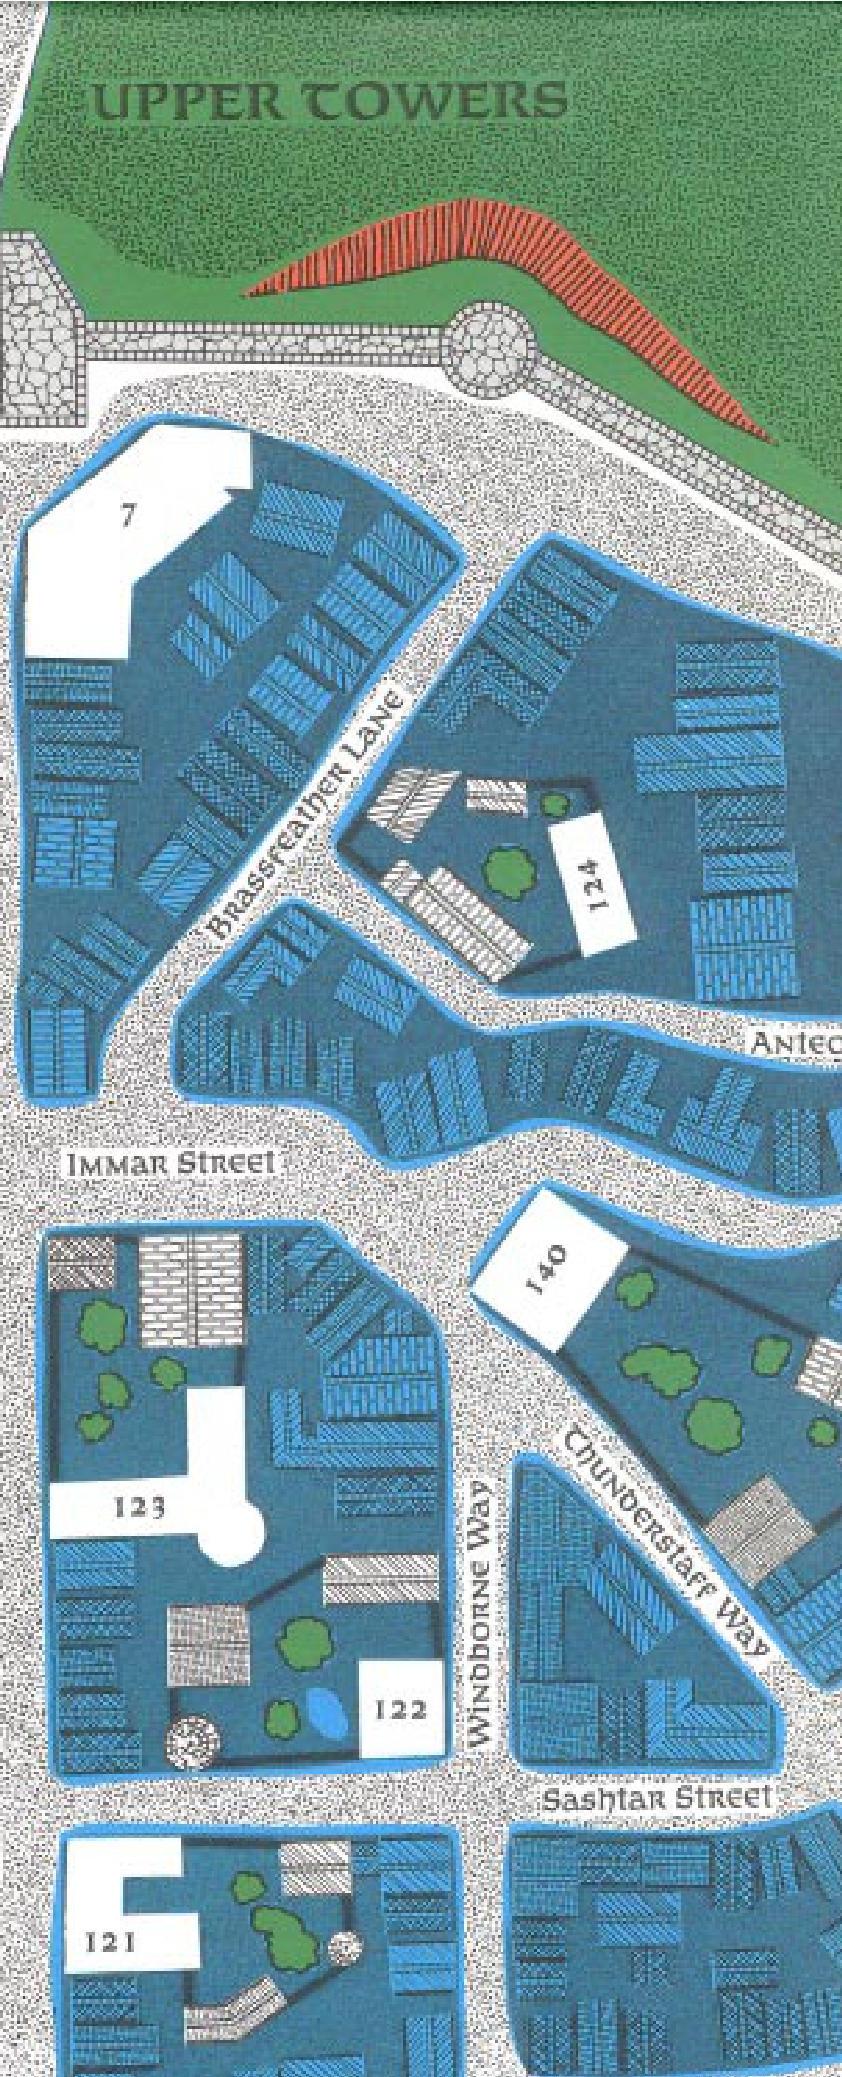 UPPER TOWERS
7
Brassfeather Lane
124
Antec
Immar Street
140
123
Thunderstaff Way
Windborne Way
122
Sashtar Street
121